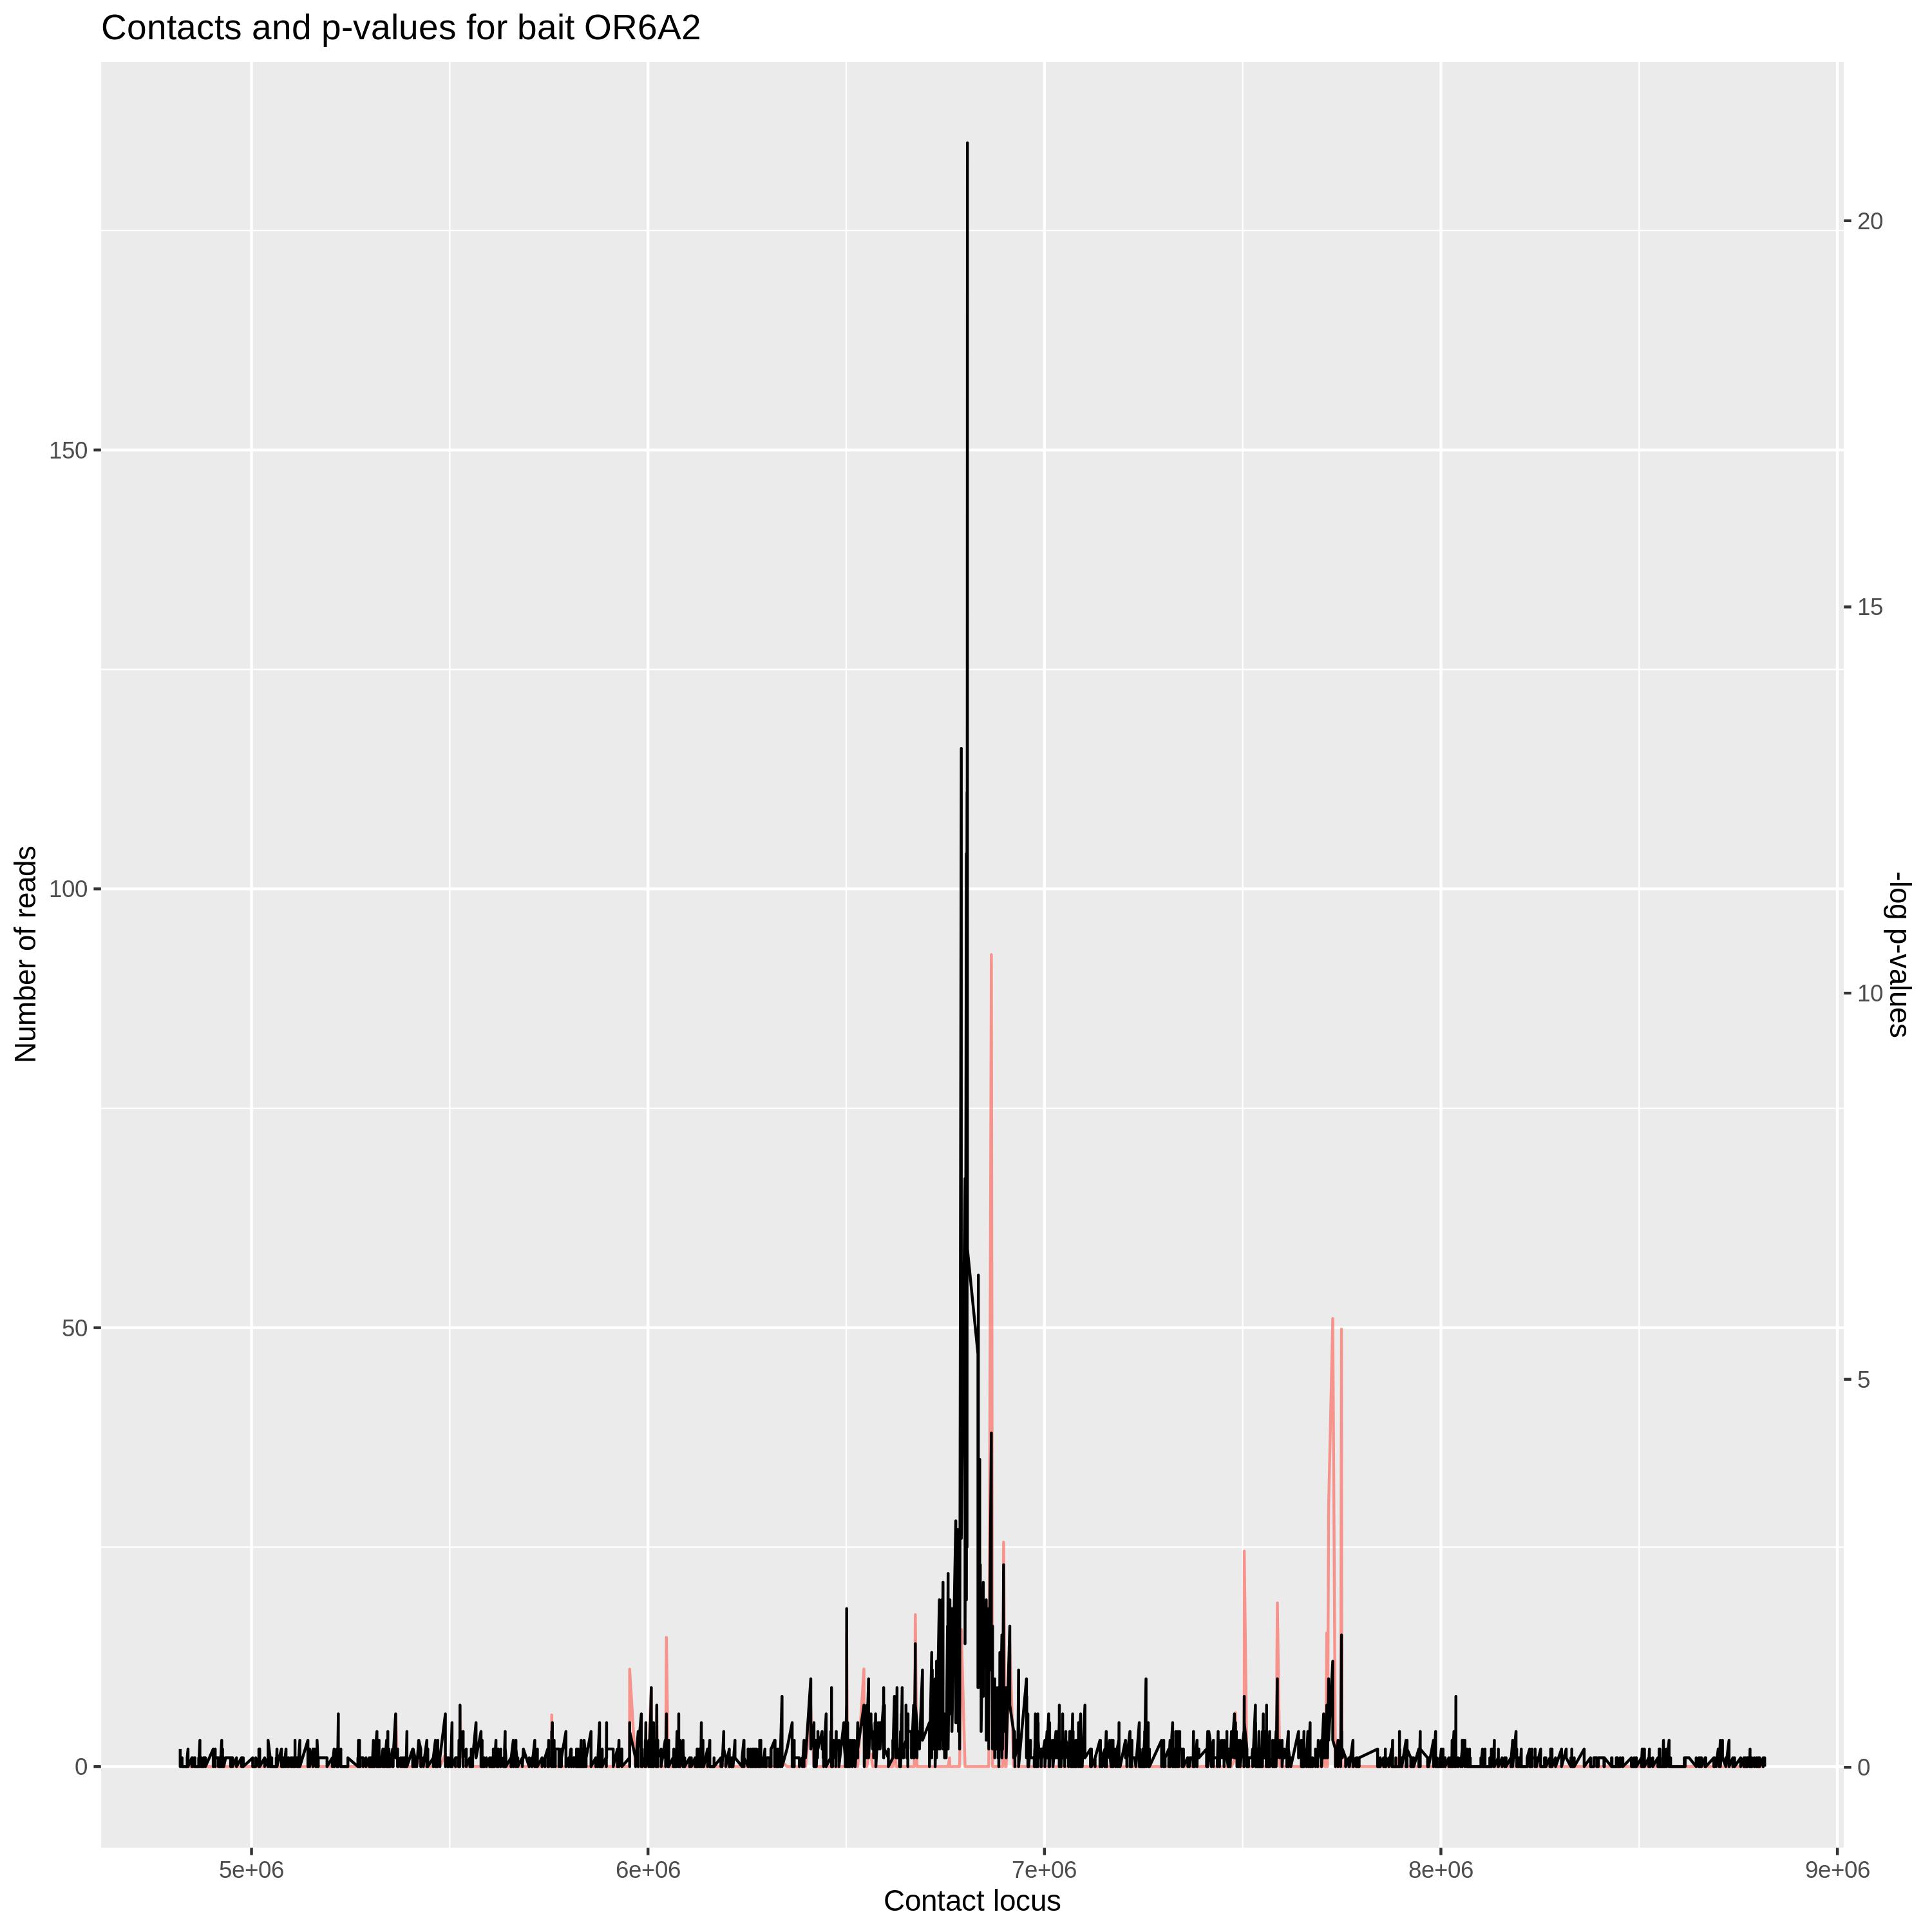 Contacts and p-values for bait OR6A2
Number of reads
150
100
50
0
20
15
10
5
0
-log p-values
5e+06 6e+06 7e+06 8e+06 9e+06
Contact locus